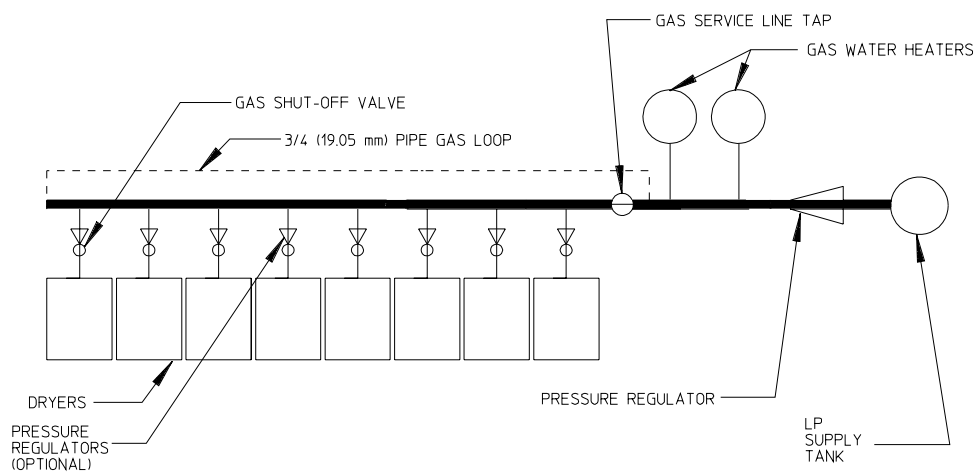 GAS SERVICE LINE TAP
GAS WATER HEATERS
GAS SHUT-OFF VALVE
3/4 (19.05 mm) PIPE GAS LOOP
DRYERS
PRESSURE
REGULATORS
(OPTIONAL)
PRESSURE REGULATOR
LP
SUPPLY
TANK